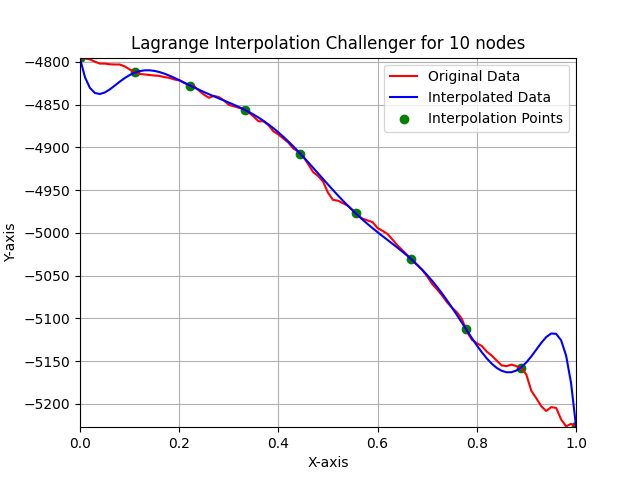 Lagrange Interpolation Challenger for 10 nodes
Original Data
Interpolated Data
Interpolation Points
−4800
−4850
−4900
−4950
−5000
−5050
−5100
−5150
−5200
Y-axis
0.0 0.2 0.4 0.6 0.8 1.0
X-axis